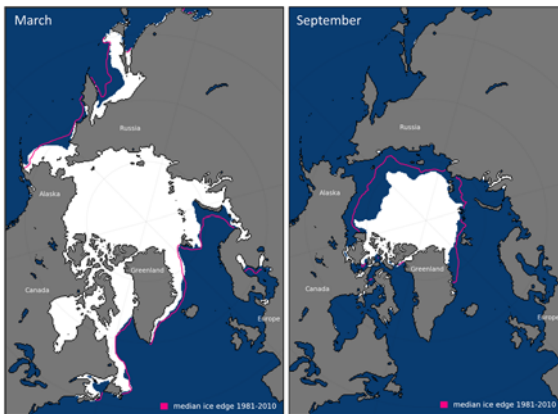 March
Russia
Alaska
Greenland
Canada
Europe
median ice edge 1981-2010
September
Russia
Alaska
Greenland
Canada
Europe
median ice edge 1981-2010